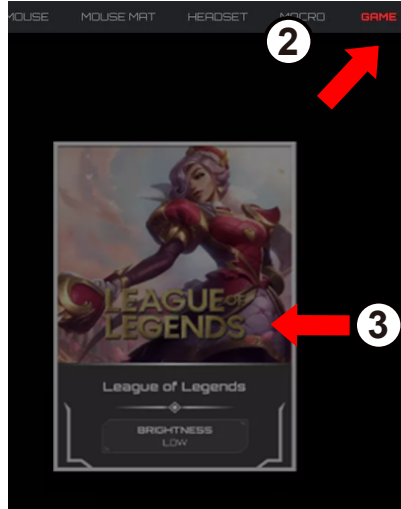 MOUSE MOUSE MAT HEADSET MACRO GAME
2
LEAGUE OF
LEGENDS
3
League of Legends
BRIGHTNESS
LOW